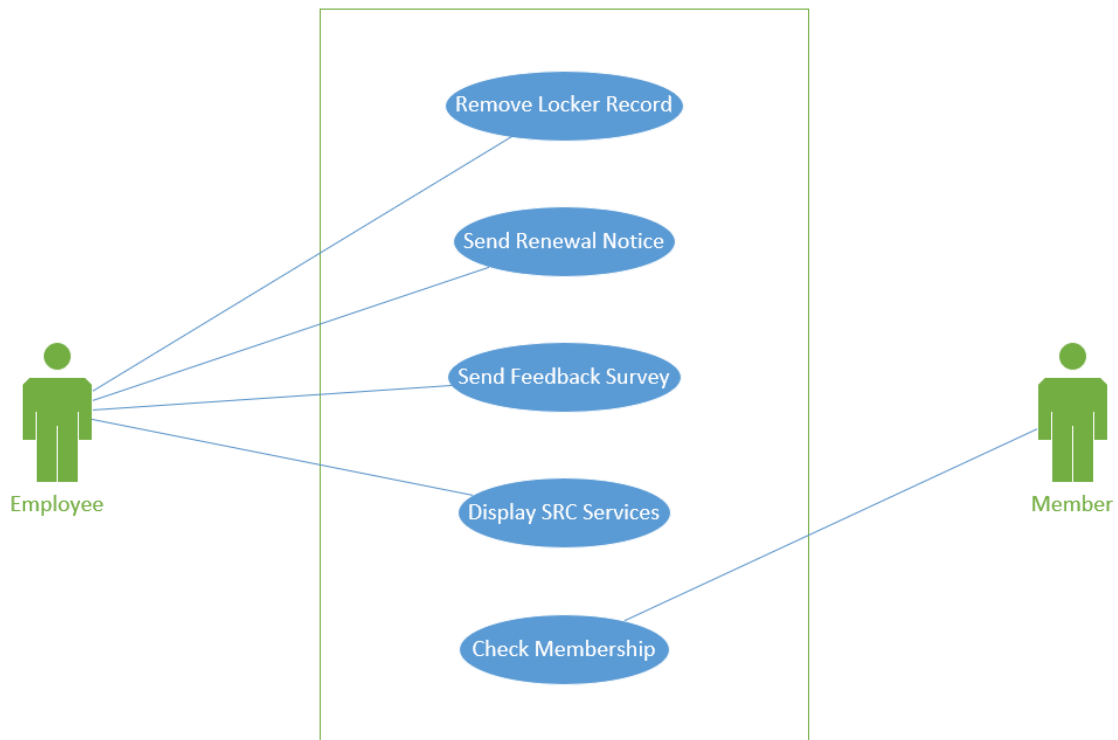 Remove Locker Record
Send Renewal Notice
Send Feedback Survey
Employee
Display SRC Services
Member
Check Membership